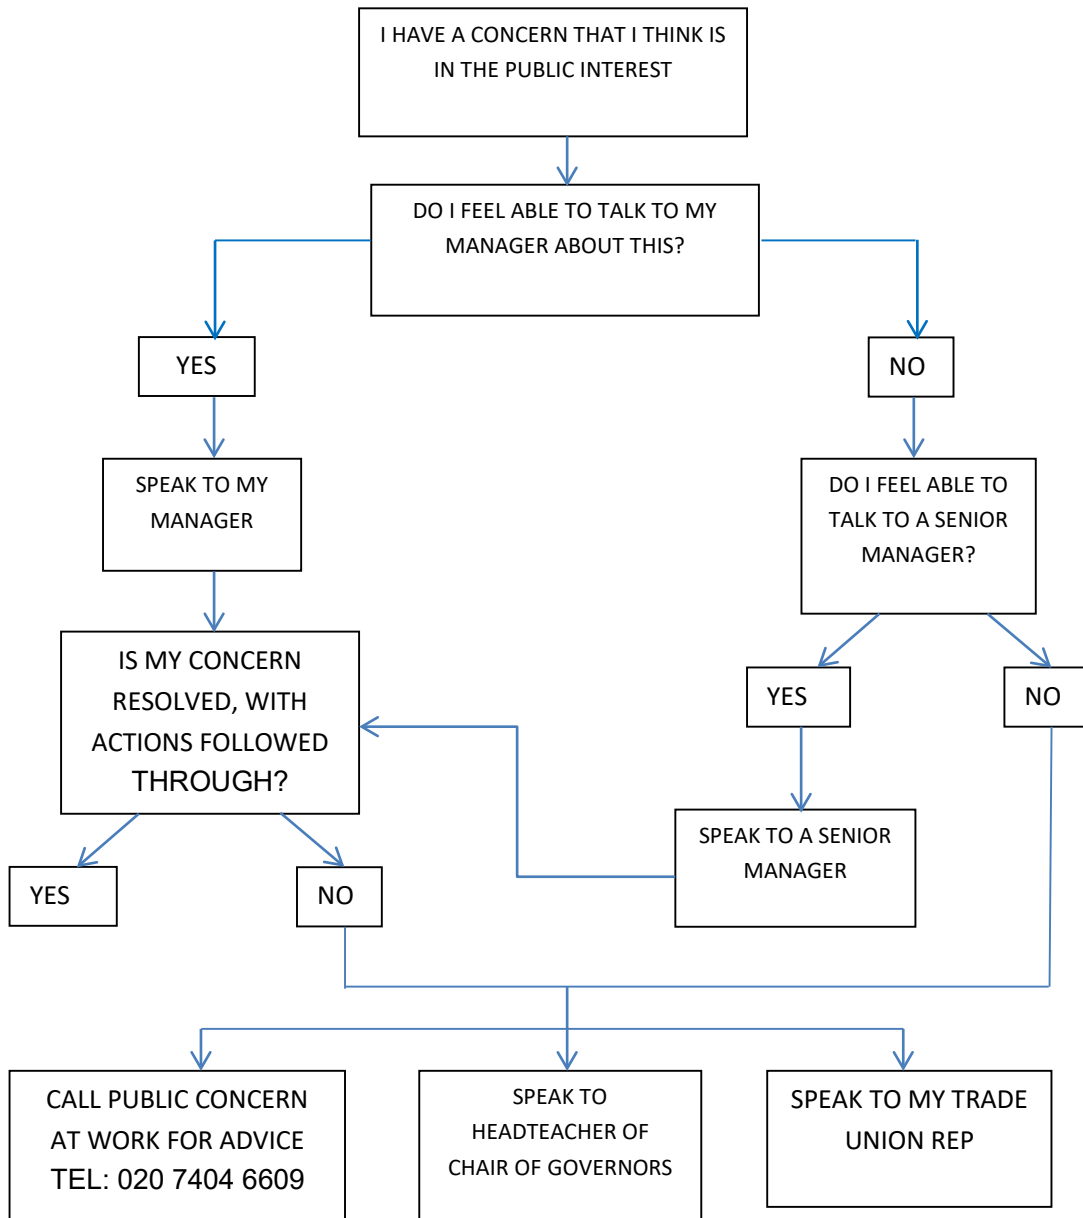 I HAVE A CONCERN THAT I THINK IS
IN THE PUBLIC INTEREST
DO I FEEL ABLE TO TALK TO MY
MANAGER ABOUT THIS?
YES
NO
SPEAK TO MY
MANAGER
DO I FEEL ABLE TO
TALK TO A SENIOR
MANAGER?
IS MY CONCERN
RESOLVED, WITH
ACTIONS FOLLOWED
THROUGH?
YES
NO
SPEAK TO A SENIOR
MANAGER
YES
NO
CALL PUBLIC CONCERN
AT WORK FOR ADVICE
TEL: 020 7404 6609
SPEAK TO
HEADTEACHER OF
CHAIR OF GOVERNORS
SPEAK TO MY TRADE
UNION REP